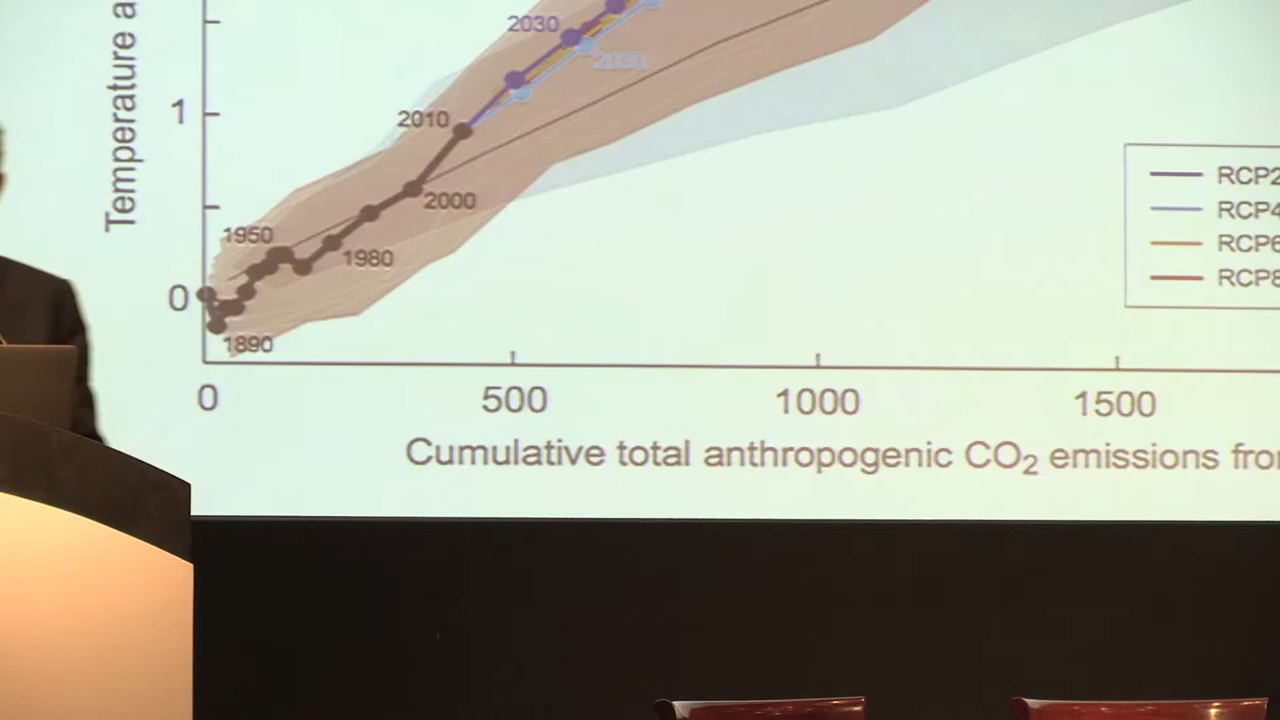 Temperature a
2030
2030
1
2010
2000
1950
1980
0
1890
RCP2
RCP4
RCP6
RCP8
0
500
1000
1500
Cumulative total anthropogenic CO₂ emissions from